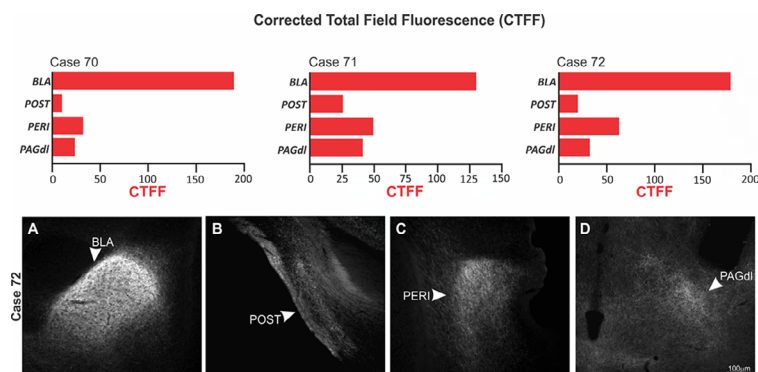 Corrected Total Field Fluorescence (CTFF)
Case 70
BLA
POST
PERI
PAGdl
0 50 100 150 200
CTFF
Case 71
BLA
POST
PERI
PAGdl
0 25 50 75 100 125 150
CTFF
Case 72
BLA
POST
PERI
PAGdl
0 50 100 150 200
CTFF
Case 72
A
BLA
B
POST
C
PERI
D
PAGdl
100μm